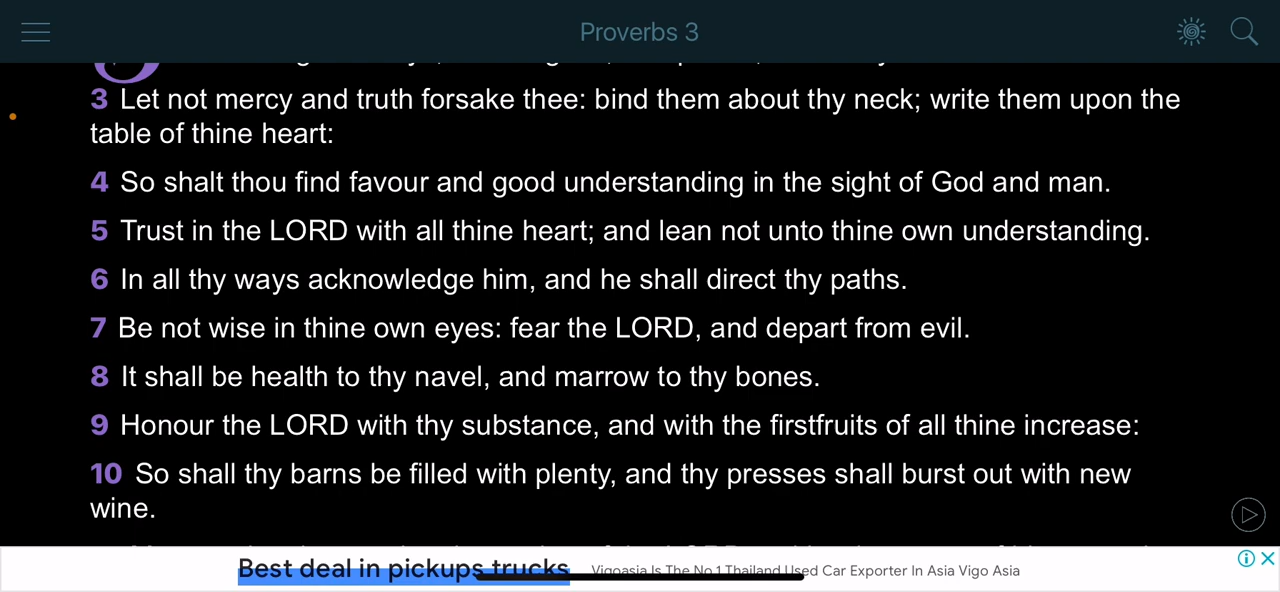 Proverbs 3
3 Let not mercy and truth forsake thee: bind them about thy neck; write them upon the
table of thine heart:
4 So shalt thou find favour and good understanding in the sight of God and man.
5 Trust in the LORD with all thine heart; and lean not unto thine own understanding.
6 In all thy ways acknowledge him, and he shall direct thy paths.
7 Be not wise in thine own eyes: fear the LORD, and depart from evil.
8 It shall be health to thy navel, and marrow to thy bones.
9 Honour the LORD with thy substance, and with the firstfruits of all thine increase:
10 So shall thy barns be filled with plenty, and thy presses shall burst out with new
wine.
Best deal in pickups trucks
Vigoasia Is The No 1 Thailand Used Car Exporter In Asia Vigo Asia